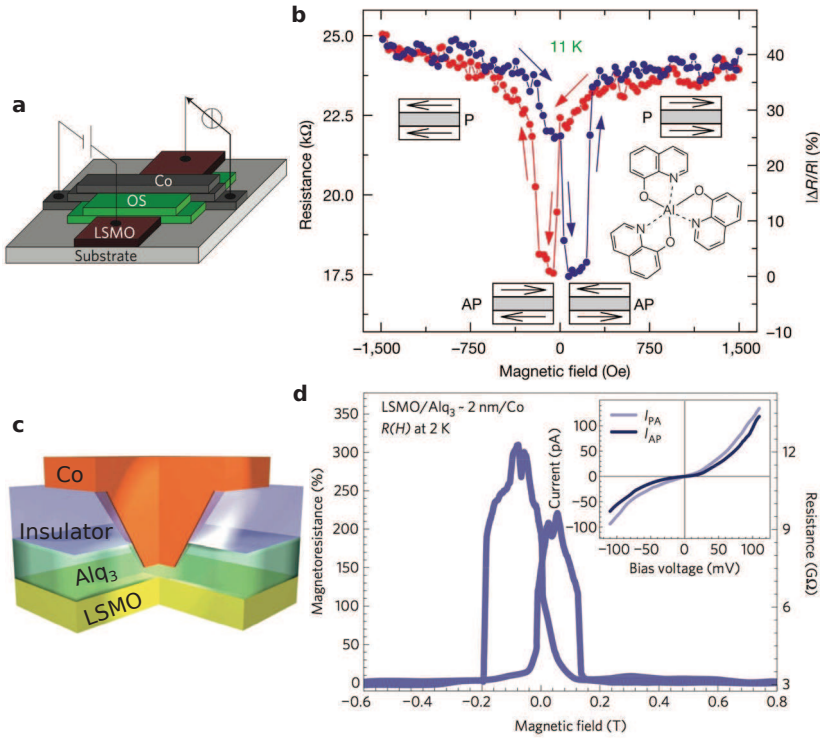 a
Co
OS
LSMO
Substrate
b
11 K
25.0
22.5
20.0
17.5
Resistance (kΩ)
40
30
20
10
0
−10
|ΔR/R| (%)
P
P
AP
AP
Al
N
N
N
O
O
O
−1,500
−750
0
750
1,500
Magnetic field (Oe)
c
Co
Insulator
Alq3
LSMO
d
LSMO/Alq3 - 2 nm/Co
R(H) at 2 K
350
300
250
200
150
100
50
0
Magnetoresistance (%)
12
9
6
3
Resistance (GΩ)
−0.6
−0.4
−0.2
0.0
0.2
0.4
0.6
0.8
Magnetic field (T)
IPA
IAP
100
50
0
−50
−100
Current (pA)
−100
−50
0
50
100
Bias voltage (mV)